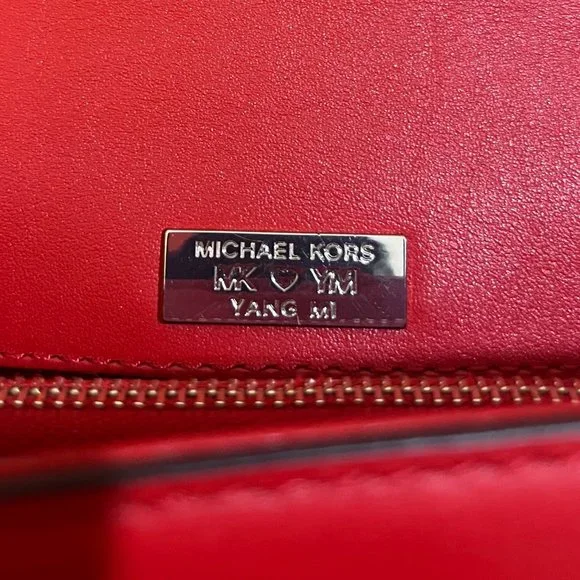 MICHAEL KORS
MK ♡ YM
YANG MI